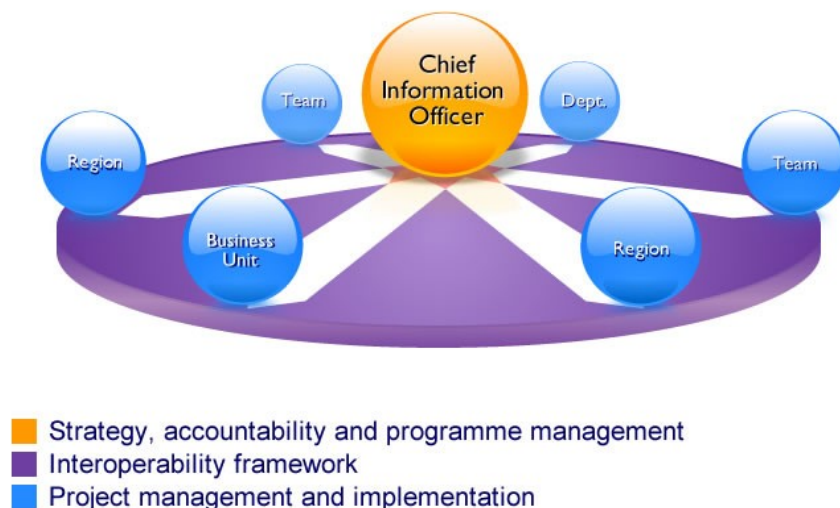 Chief
Information
Officer
Team
Dept.
Region
Team
Business
Unit
Region
Strategy, accountability and programme management
Interoperability framework
Project management and implementation